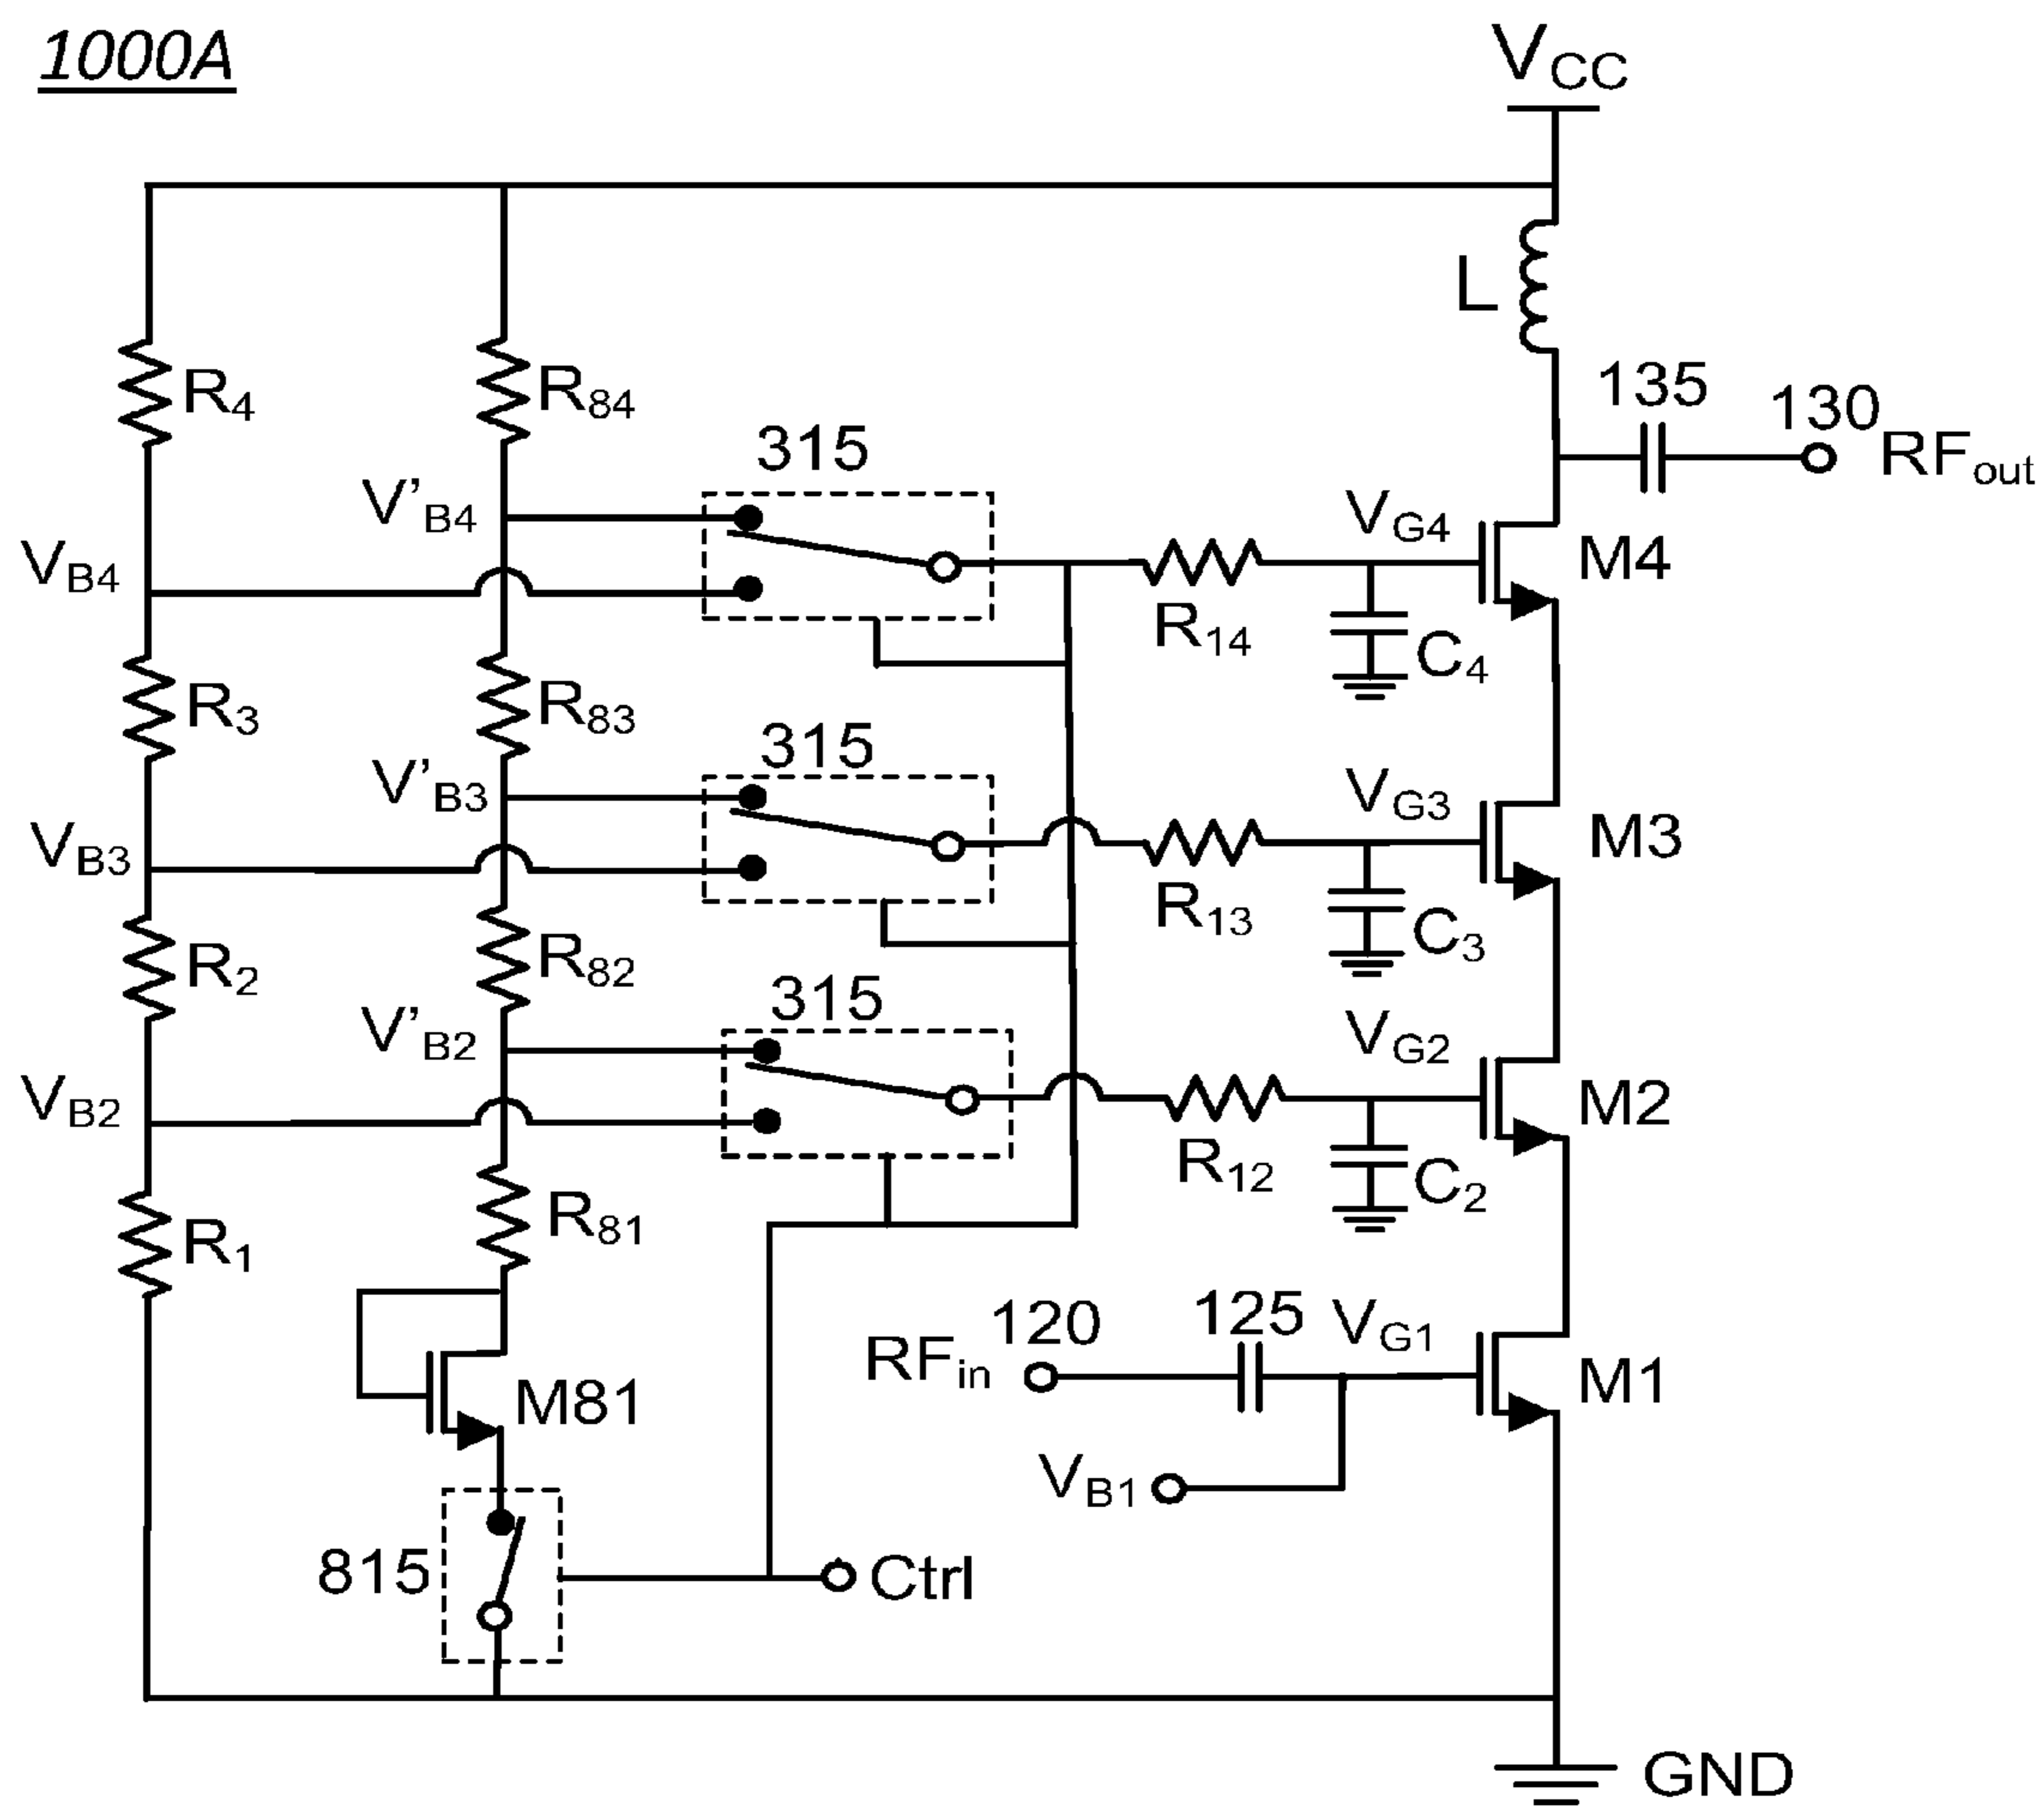 1000A
VCC
L
R4
R84
135
130
RFout
315
V'B4
VG4
VB4
M4
R14
C4
R3
R83
315
V'B3
VG3
VB3
M3
R13
C3
R2
R82
315
V'B2
VG2
VB2
M2
R12
C2
R1
R81
120
125
VG1
RFin
M1
M81
VB1
815
Ctrl
GND